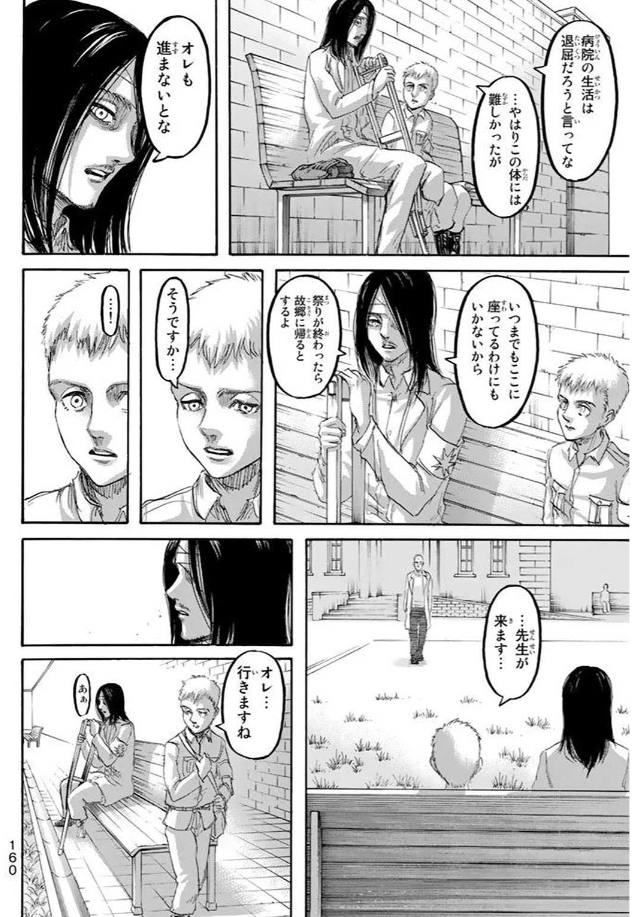 病院の生活は
退屈だろうと言ってな
…やはりこの体には
難しかったが
オレも
進まないとな
いつまでもここに
座ってるわけにも
いかないから
祭りが終わったら
故郷に帰ると
するよ
そうですか…
…!
…先生が
来ます…
オレ…
行きますね
あぁ
160